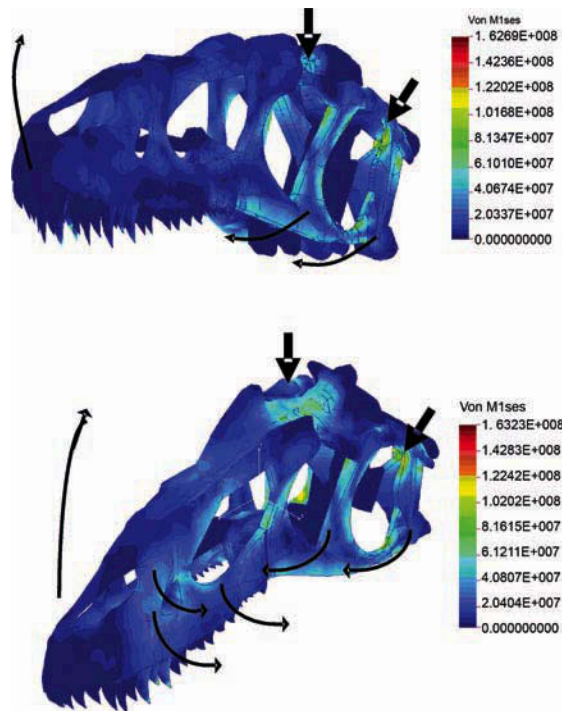 Von M1ses
1. 6269E+008
1. 4236E+008
1. 2202E+008
1. 0168E+008
8.1347E+007
6.1010E+007
4.0674E+007
2.0337E+007
0.000000000
Von M1ses
1. 6323E+008
1. 4283E+008
1. 2242E+008
1. 0202E+008
8.1615E+007
6.1211E+007
4.0807E+007
2.0404E+007
0.000000000